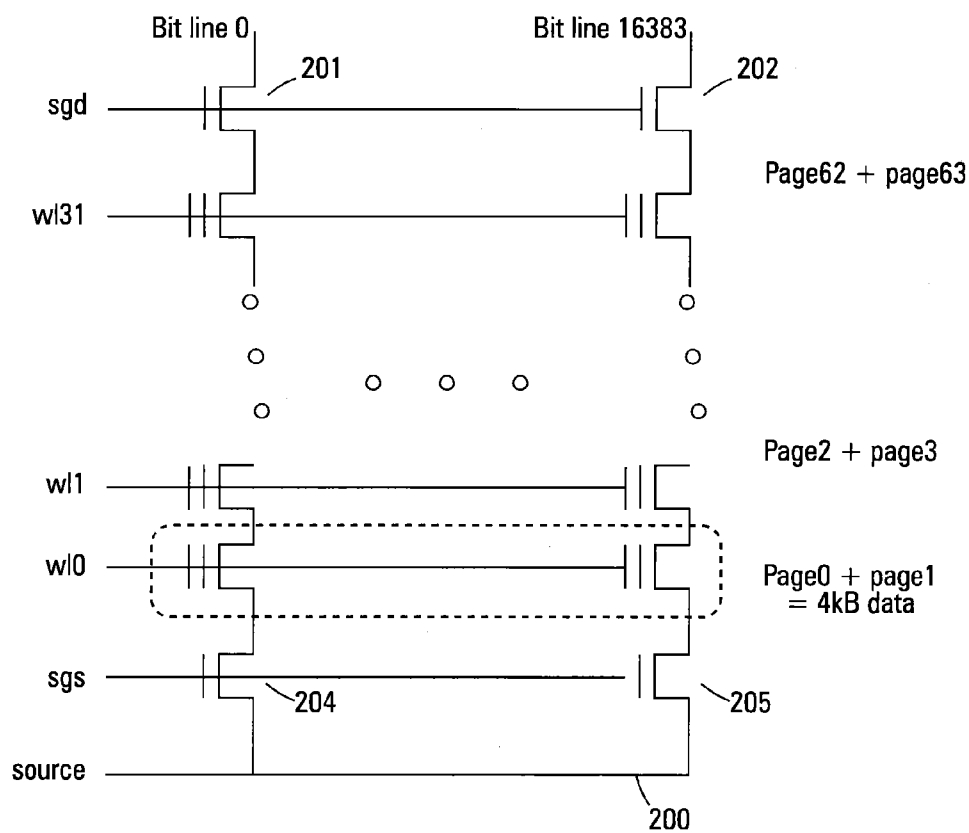 Bit line 0
Bit line 16383
201
202
sgd
Page62 + page63
wl31
Page2 + page3
wl1
wl0
Page0 + page1
= 4kB data
sgs
204
205
source
200